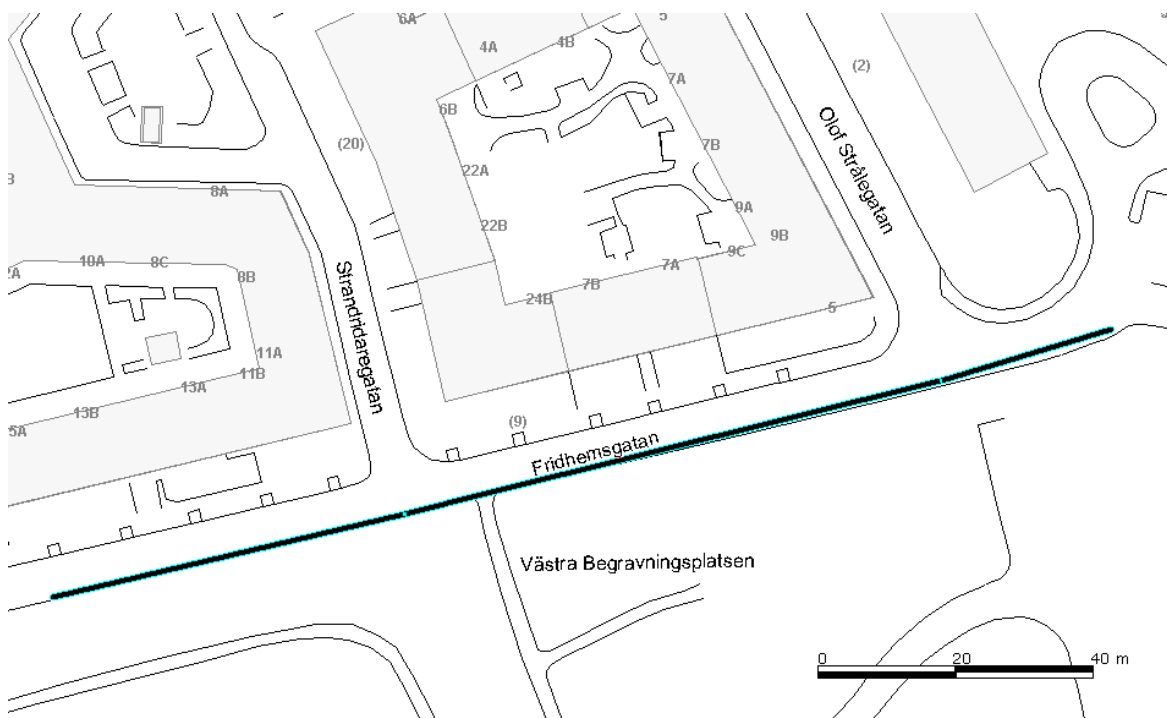 6A
5
4A
4B
(2)
7A
6B
(20)
7B
Olof Strålegatan
22A
8A
9A
22B
9B
9C
10A
8C
7A
8B
7B
24B
Strandridaregatan
5
11A
11B
13A
13B
5A
(9)
Fridhemsgatan
Västra Begravningsplatsen
0 20 40 m